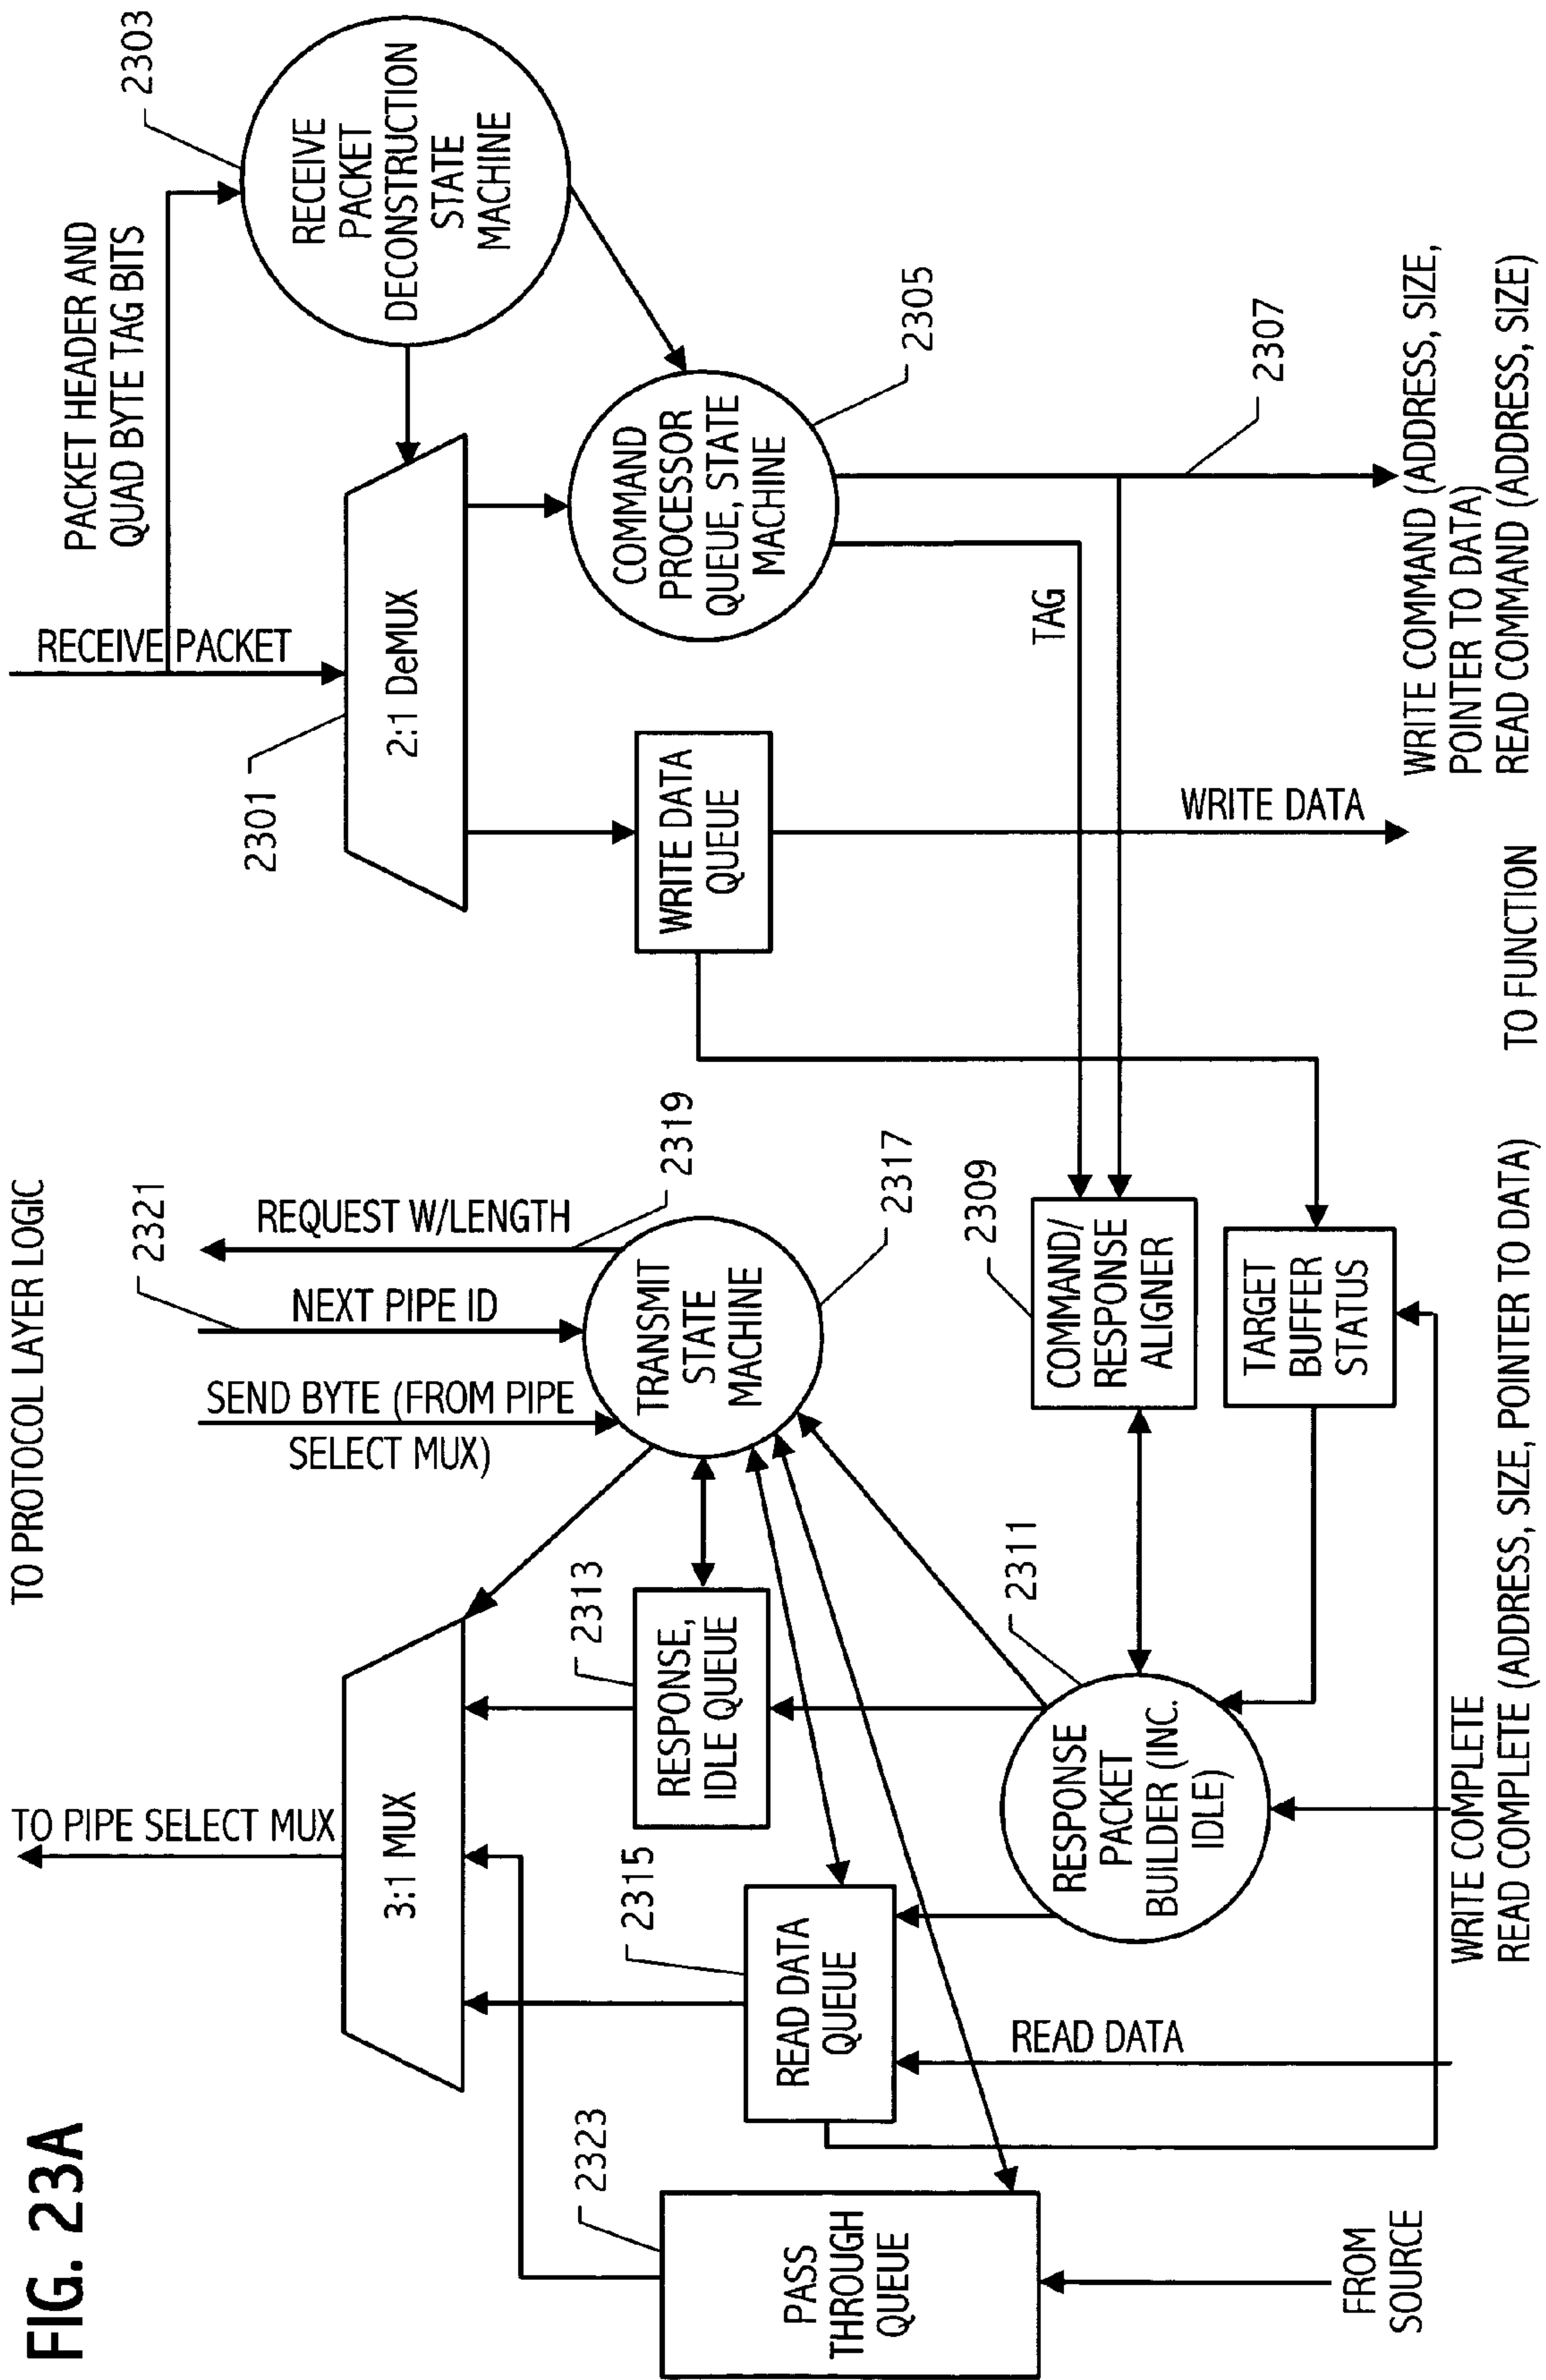 FIG. 23A
TO PROTOCOL LAYER LOGIC
TO PIPE SELECT MUX
3:1 MUX
2323
PASS
THROUGH
QUEUE
FROM
SOURCE
2315
READ DATA
QUEUE
READ DATA
2313
RESPONSE,
IDLE QUEUE
2311
RESPONSE
PACKET
BUILDER (INC.
IDLE)
WRITE COMPLETE
READ COMPLETE (ADDRESS, SIZE, POINTER TO DATA)
2321
REQUEST W/LENGTH
2319
NEXT PIPE ID
SEND BYTE (FROM PIPE
SELECT MUX)
TRANSMIT
STATE
MACHINE
2317
2309
COMMAND/
RESPONSE
ALIGNER
TARGET
BUFFER
STATUS
TO FUNCTION
RECEIVE PACKET
PACKET HEADER AND
QUAD BYTE TAG BITS
2303
RECEIVE
PACKET
DECONSTRUCTION
STATE
MACHINE
2301
2:1 DeMUX
WRITE DATA
QUEUE
WRITE DATA
COMMAND
PROCESSOR
QUEUE, STATE
MACHINE
2305
TAG
2307
WRITE COMMAND (ADDRESS, SIZE,
POINTER TO DATA)
READ COMMAND (ADDRESS, SIZE)